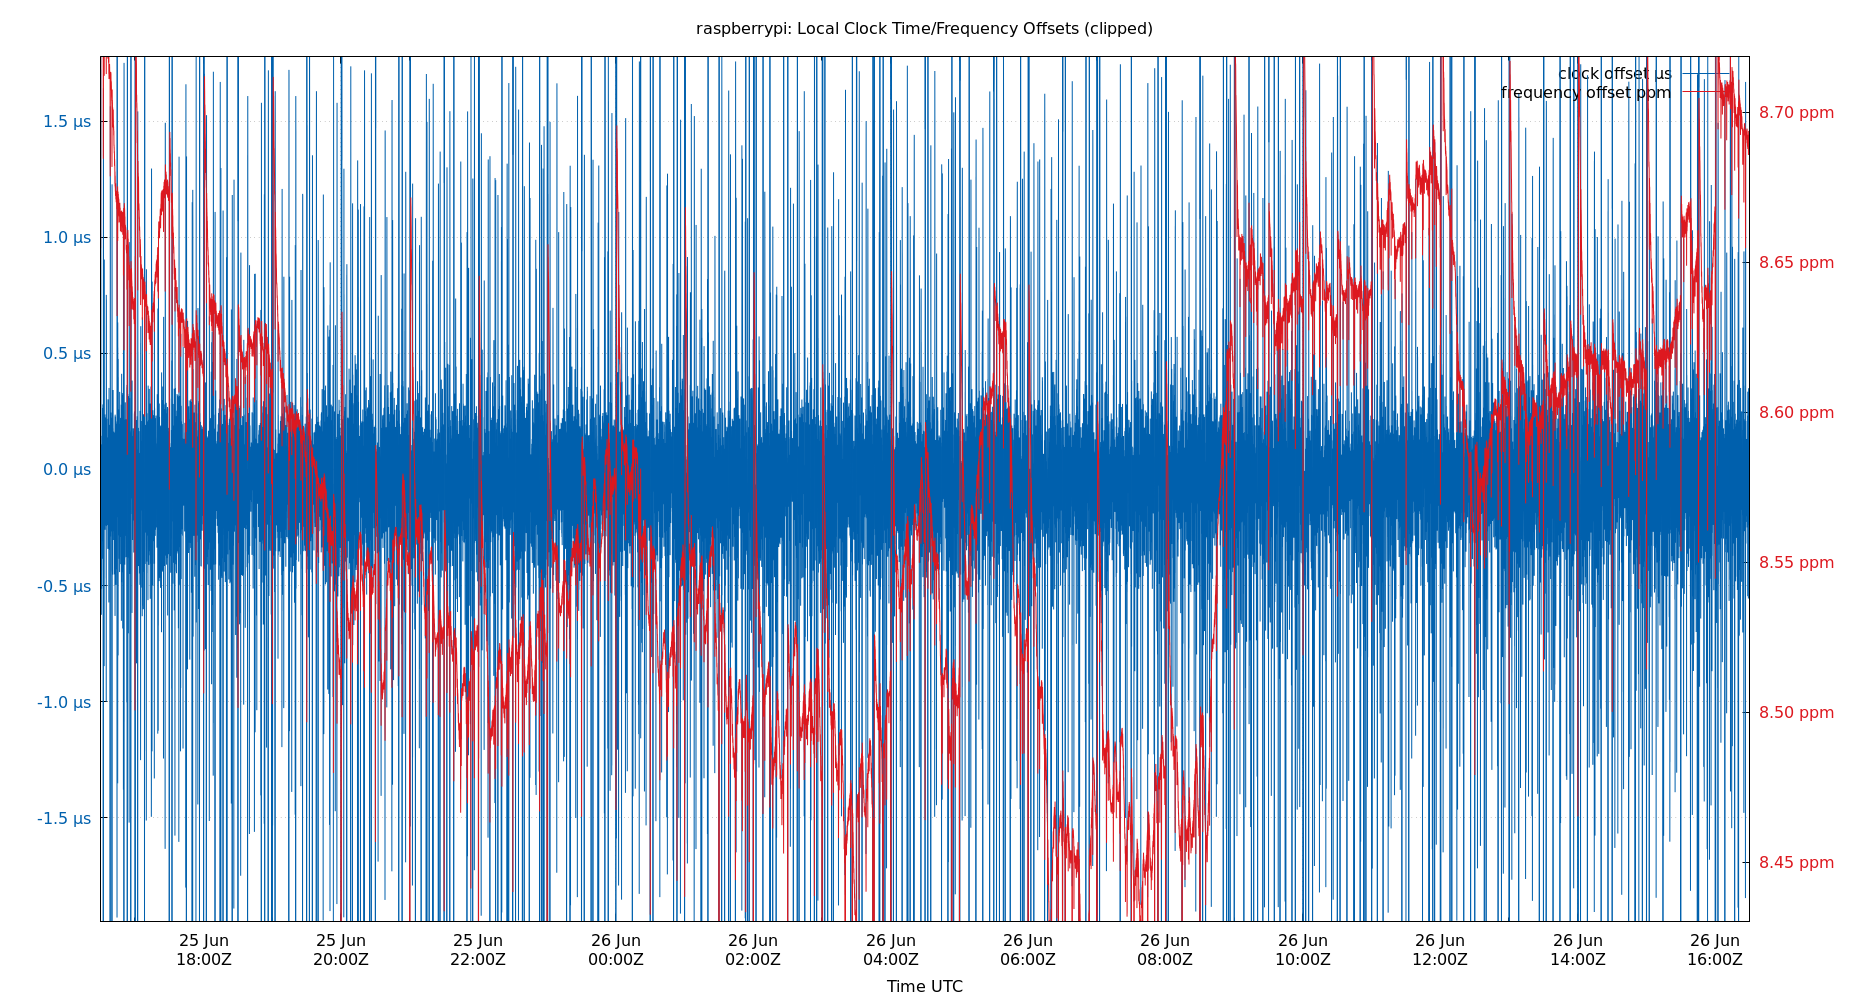 raspberrypi: Local Clock Time/Frequency Offsets (clipped)
clock offset µs
frequency offset ppm
1.5 µs
1.0 µs
0.5 µs
0.0 µs
-0.5 µs
-1.0 µs
-1.5 µs
8.70 ppm
8.65 ppm
8.60 ppm
8.55 ppm
8.50 ppm
8.45 ppm
25 Jun 25 Jun 25 Jun 26 Jun 26 Jun 26 Jun 26 Jun 26 Jun 26 Jun 26 Jun 26 Jun 26 Jun
18:00Z 20:00Z 22:00Z 00:00Z 02:00Z 04:00Z 06:00Z 08:00Z 10:00Z 12:00Z 14:00Z 16:00Z
Time UTC